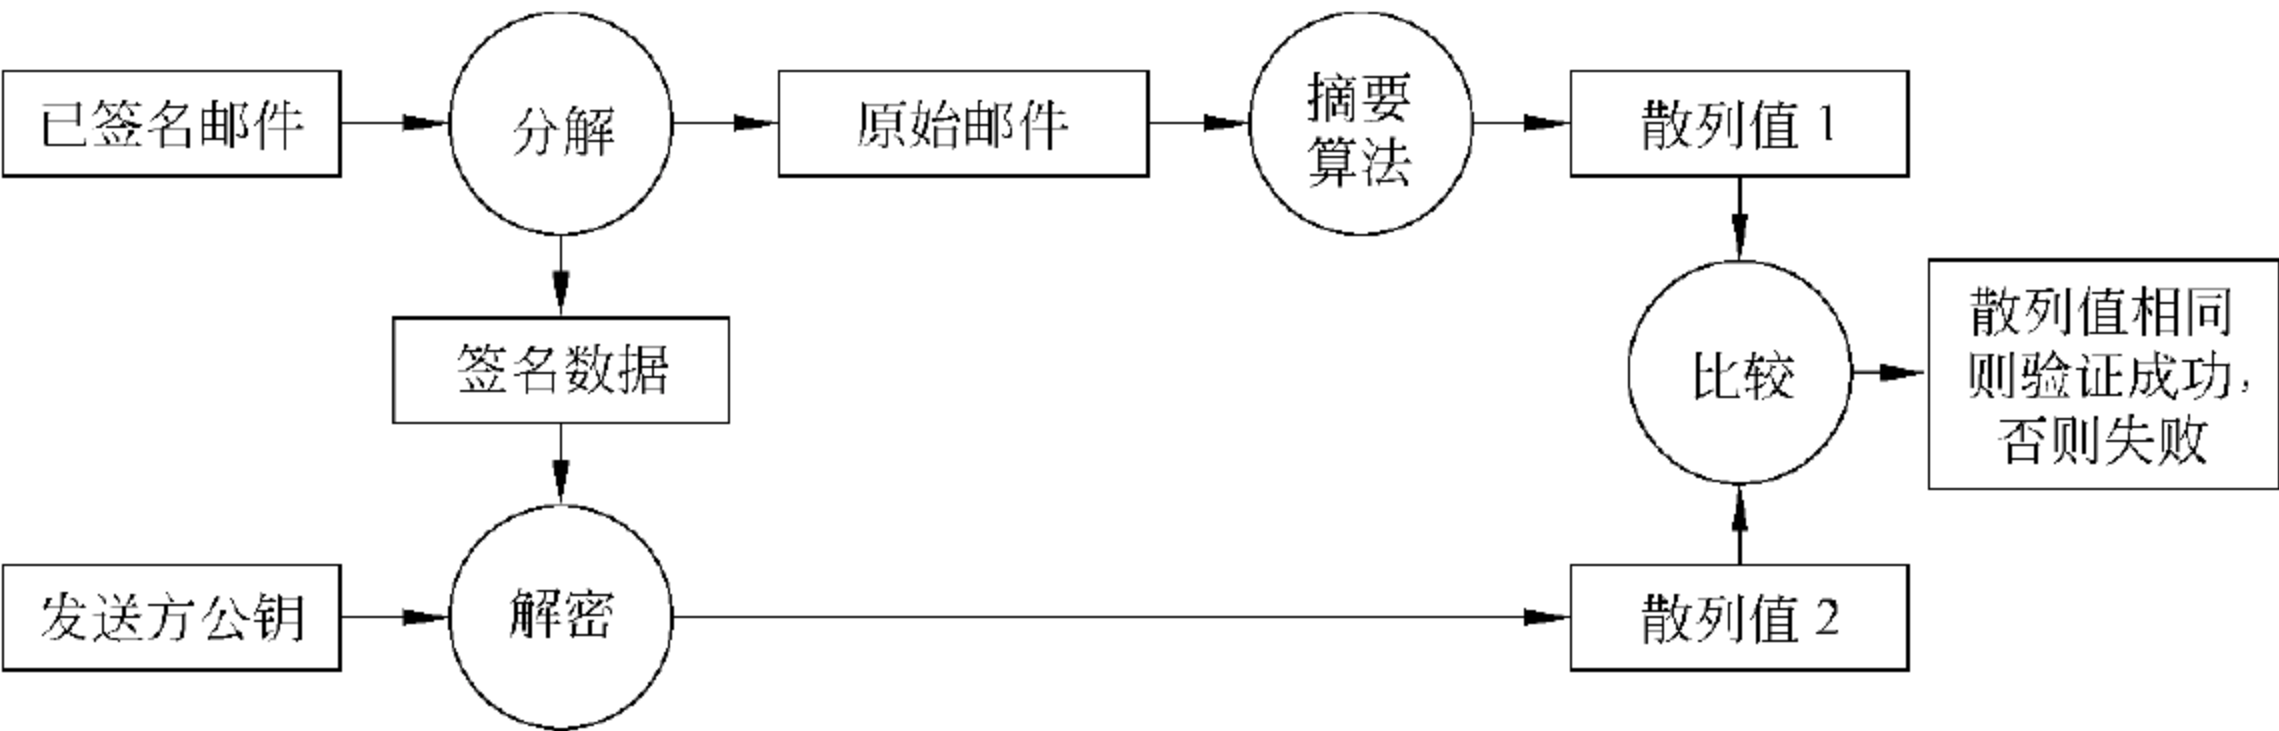 已签名邮件
分解
原始邮件
摘要
算法
散列值 1
签名数据
比较
散列值相同
则验证成功，
否则失败
发送方公钥
解密
散列值 2